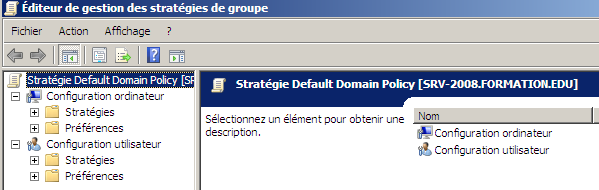 Éditeur de gestion des stratégies de groupe
Fichier Action Affichage ?
Stratégie Default Domain Policy [SR
Configuration ordinateur
Stratégies
Préférences
Configuration utilisateur
Stratégies
Préférences
Stratégie Default Domain Policy [SRV-2008.FORMATION.EDU]
Sélectionnez un élément pour obtenir une
description.
Nom
Configuration ordinateur
Configuration utilisateur